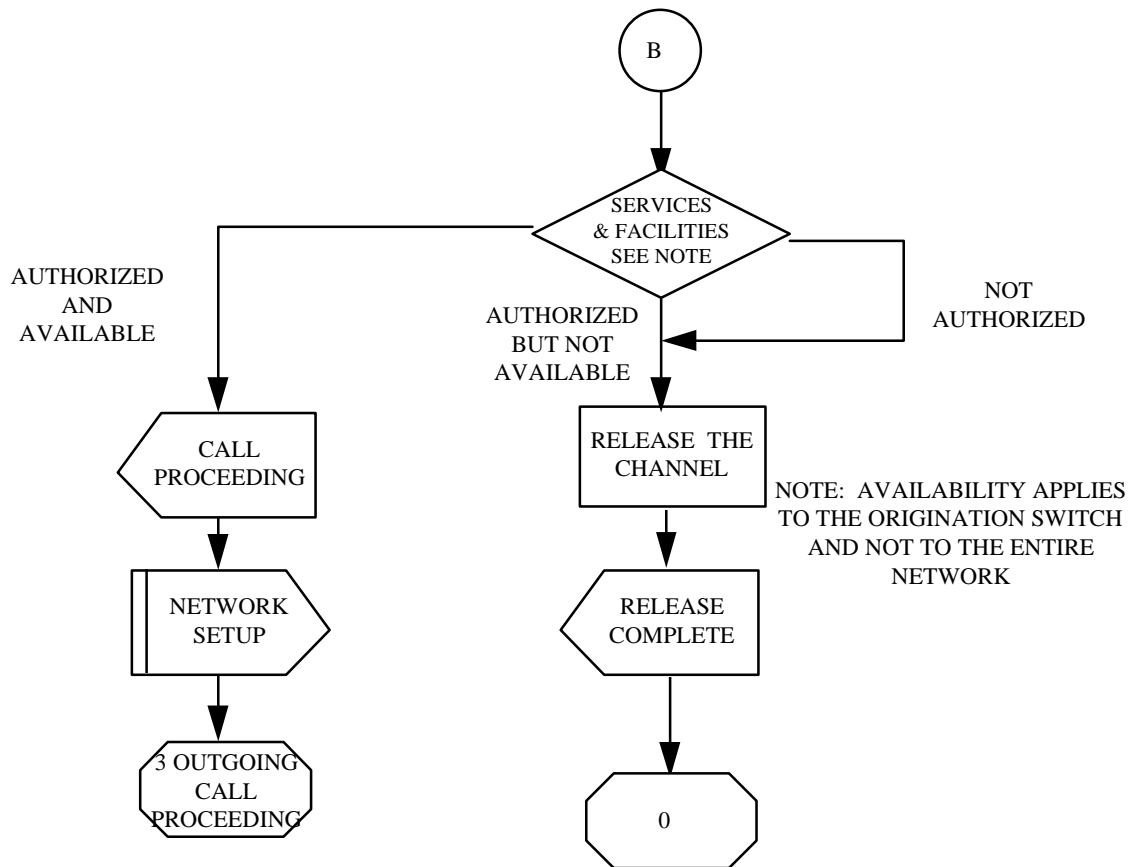 B
SERVICES
& FACILITIES
SEE NOTE
AUTHORIZED
AND
AVAILABLE
AUTHORIZED
BUT NOT
AVAILABLE
NOT
AUTHORIZED
CALL
PROCEEDING
RELEASE THE
CHANNEL
NOTE: AVAILABILITY APPLIES
TO THE ORIGINATION SWITCH
AND NOT TO THE ENTIRE
NETWORK
NETWORK
SETUP
RELEASE
COMPLETE
3 OUTGOING
CALL
PROCEEDING
0